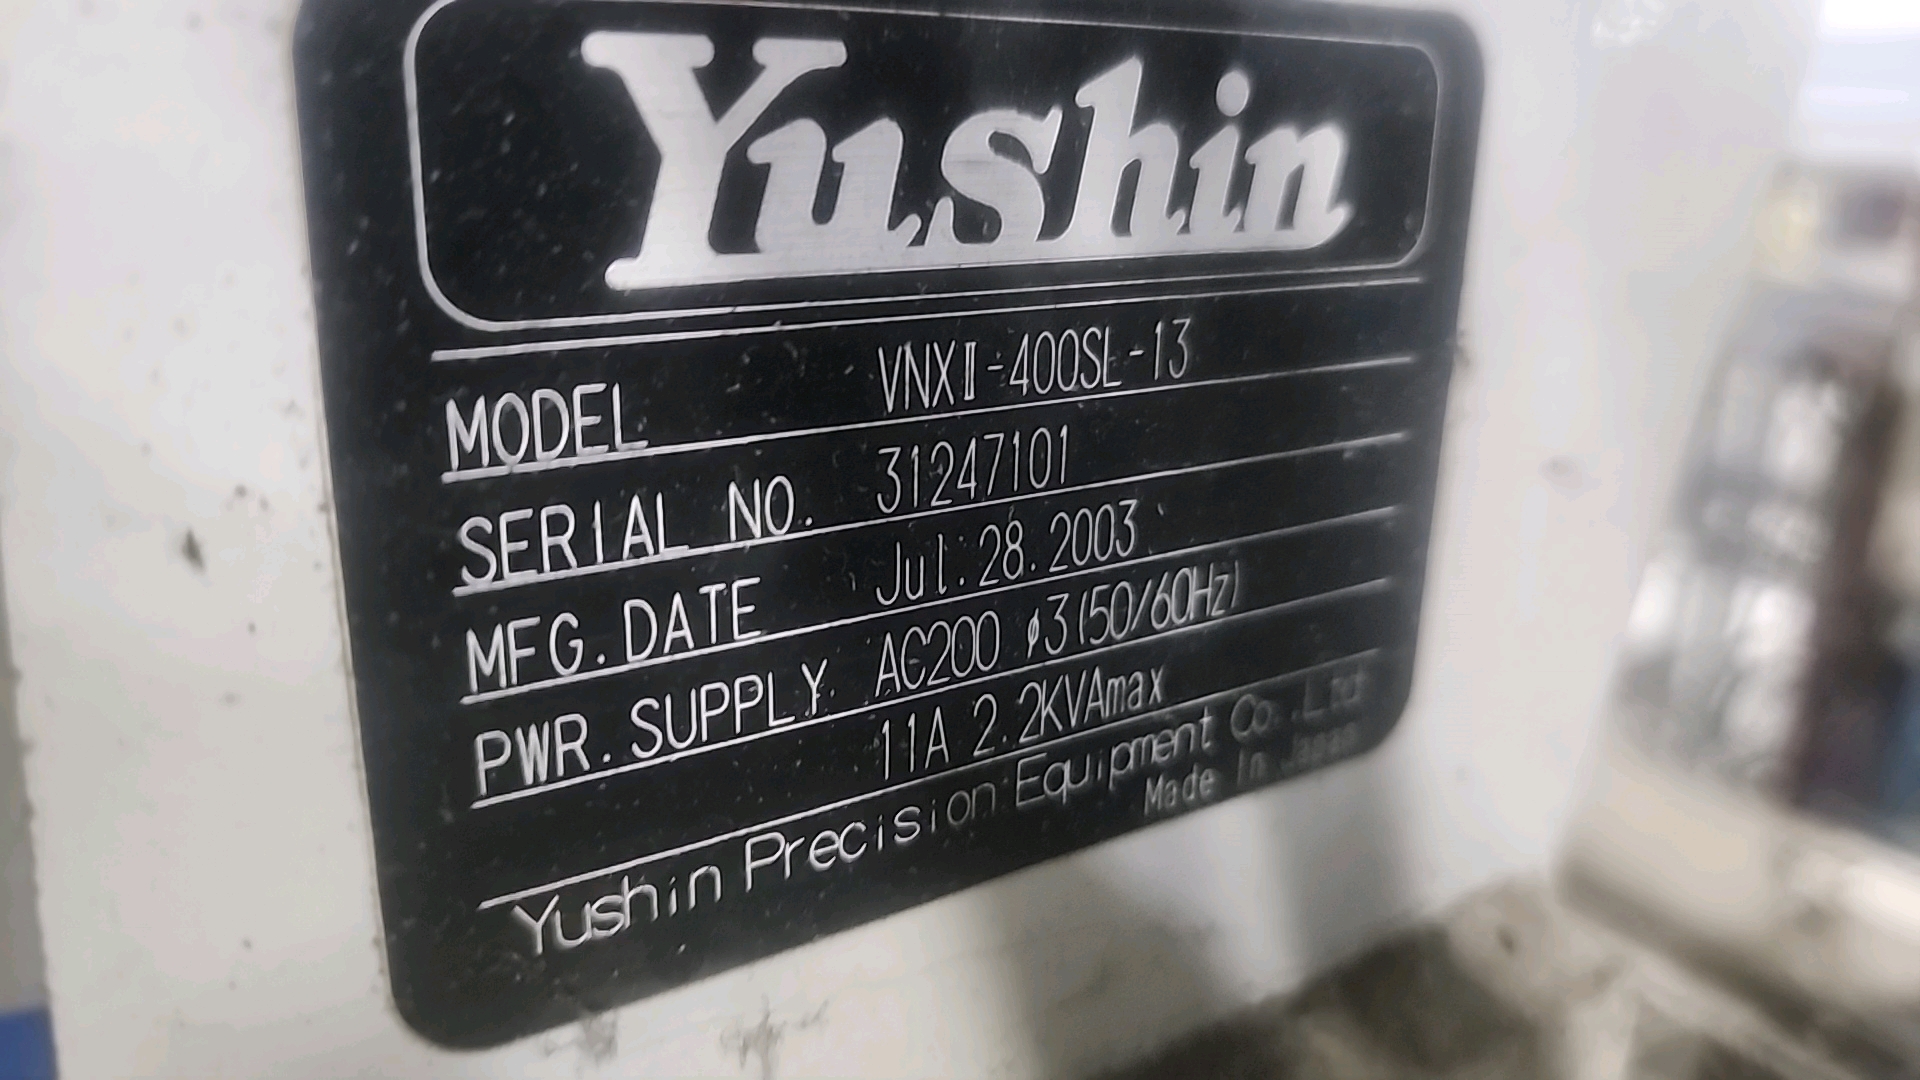 Yushin
MODEL VNXⅡ-400SL-13
SERIAL NO. 31247101
MFG.DATE Jul.28.2003
PWR.SUPPLY AC200 φ3(50/60Hz)
11A 2.2KVAmax
Yushin Precision Equipment Co.,Ltd
Made In Japan